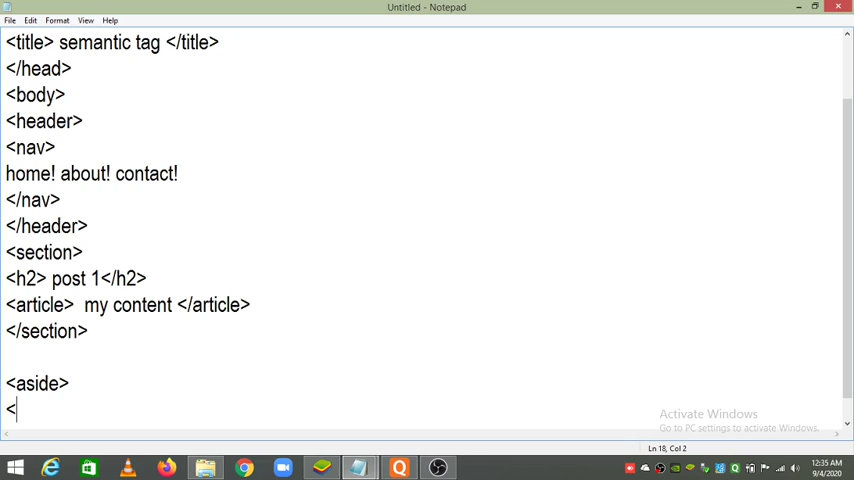 Untitled - Notepad
File Edit Format View Help
<title> semantic tag </title>
</head>
<body>
<header>
<nav>
home! about! contact!
</nav>
</header>
<section>
<h2> post 1</h2>
<article>  my content </article>
</section>
<aside>
<
Activate Windows
Go to PC settings to activate Windows.
Ln 18, Col 2
12:35 AM
9/4/2020